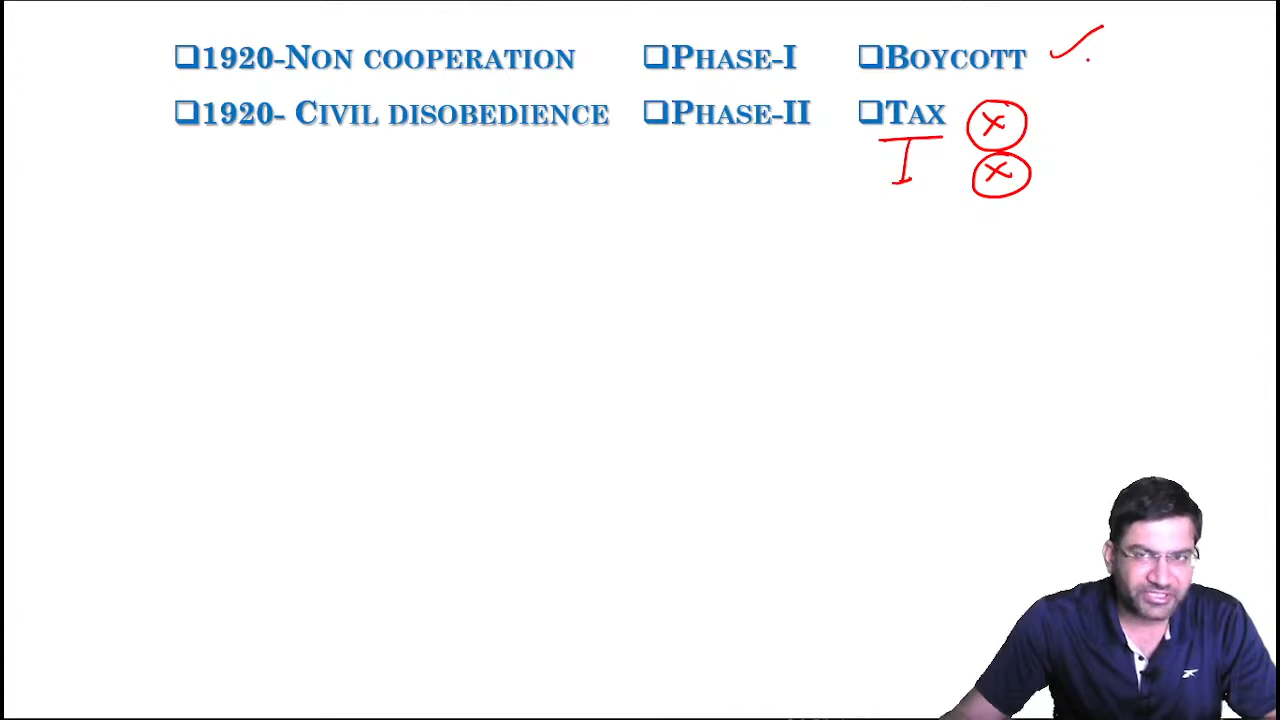 ❑1920-Non cooperation ❑Phase-I ❑Boycott
❑1920- Civil disobedience ❑Phase-II ❑Tax